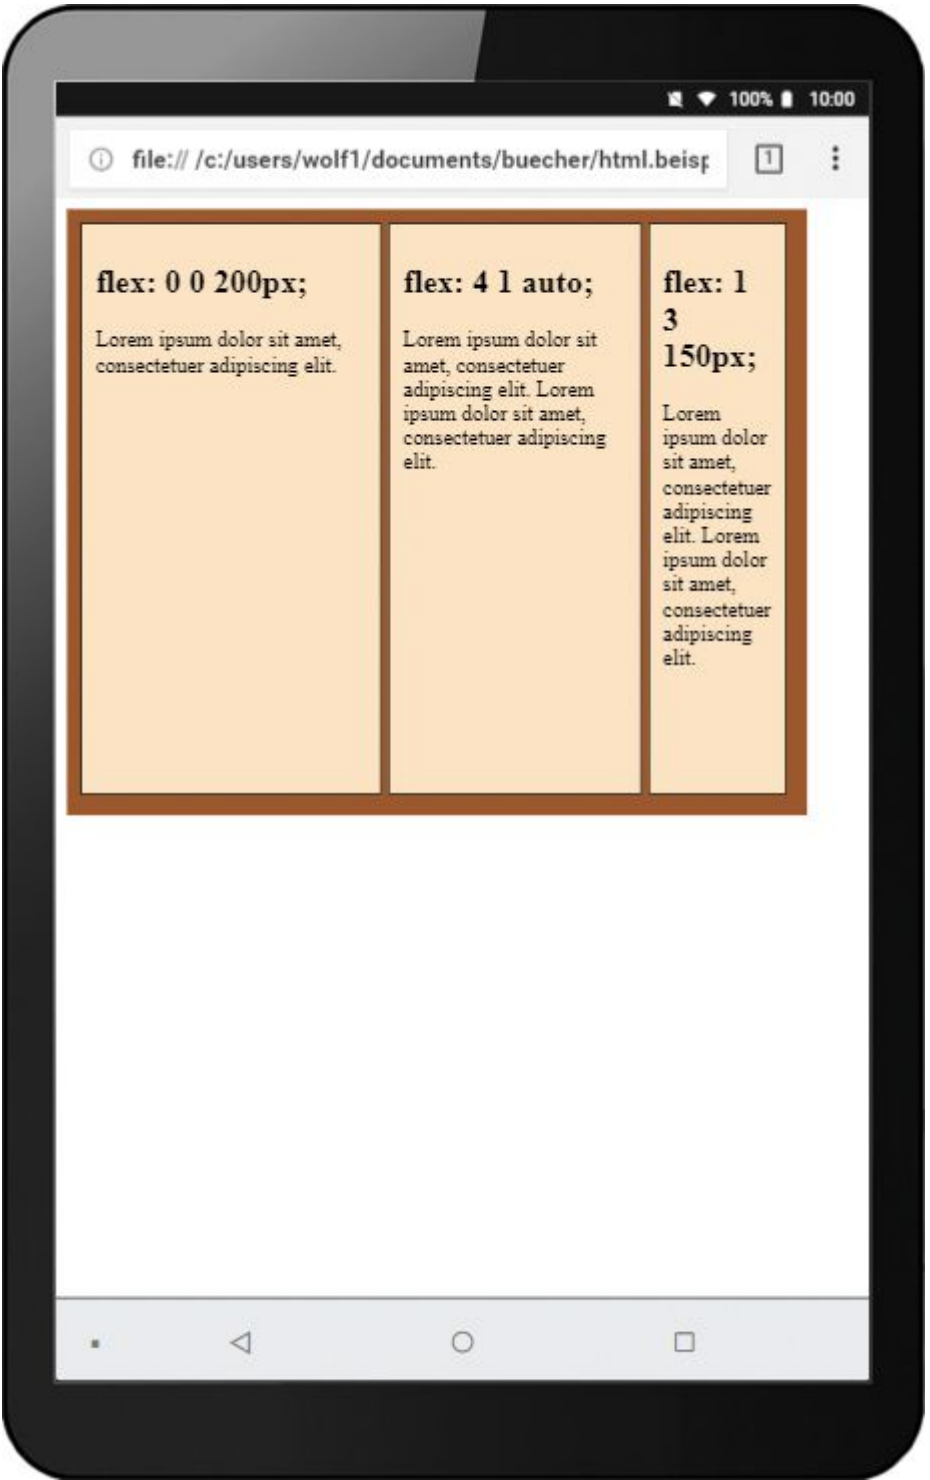 100% 10:00
file:// /c:/users/wolf1/documents/buecher/html.beisp
1
flex: 0 0 200px;
Lorem ipsum dolor sit amet,
consectetuer adipiscing elit.
flex: 4 1 auto;
Lorem ipsum dolor sit
amet, consectetuer
adipiscing elit. Lorem
ipsum dolor sit amet,
consectetuer adipiscing
elit.
flex: 1
3
150px;
Lorem
ipsum dolor
sit amet,
consectetuer
adipiscing
elit. Lorem
ipsum dolor
sit amet,
consectetuer
adipiscing
elit.